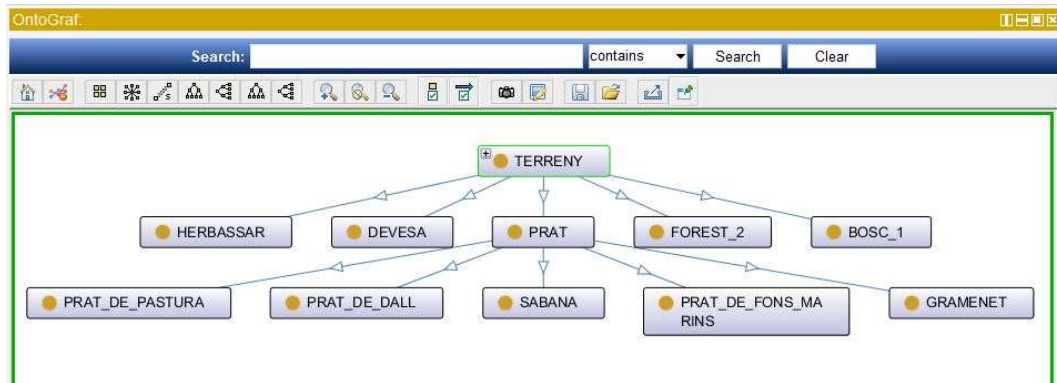 OntoGraf:
Search: contains Search Clear
TERRENY
HERBASSAR DEVESA PRAT FOREST_2 BOSC_1
PRAT_DE_PASTURA PRAT_DE_DALL SABANA PRAT_DE_FONS_MA GRAMENET
RINS